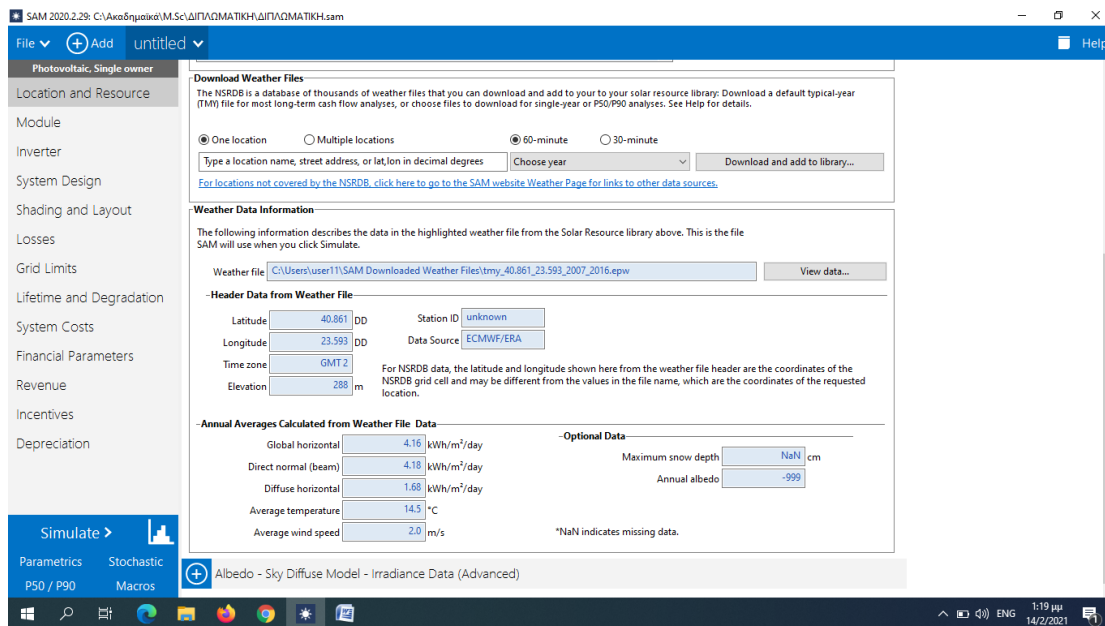 SAM 2020.2.29: C:\Ακαδημαϊκά\M.Sc\ΔΙΠΛΩΜΑΤΙΚΗ\ΔΙΠΛΩΜΑΤΙΚΗ.sam
File Add untitled Help
Photovoltaic, Single owner
Location and Resource
Module
Inverter
System Design
Shading and Layout
Losses
Grid Limits
Lifetime and Degradation
System Costs
Financial Parameters
Revenue
Incentives
Depreciation
Simulate >
Parametrics Stochastic
P50 / P90 Macros
Download Weather Files
The NSRDB is a database of thousands of weather files that you can download and add to your to your solar resource library: Download a default typical-year
(TMY) file for most long-term cash flow analyses, or choose files to download for single-year or P50/P90 analyses. See Help for details.
One location Multiple locations 60-minute 30-minute
Type a location name, street address, or lat,lon in decimal degrees Choose year Download and add to library...
For locations not covered by the NSRDB, click here to go to the SAM website Weather Page for links to other data sources.
Weather Data Information
The following information describes the data in the highlighted weather file from the Solar Resource library above. This is the file
SAM will use when you click Simulate.
Weather file C:\Users\user11\SAM Downloaded Weather Files\tmy_40.861_23.593_2007_2016.epw View data...
Header Data from Weather File
Latitude 40.861 DD Station ID unknown
Longitude 23.593 DD Data Source ECMWF/ERA
Time zone GMT 2
Elevation 288 m
For NSRDB data, the latitude and longitude shown here from the weather file header are the coordinates of the
NSRDB grid cell and may be different from the values in the file name, which are the coordinates of the requested
location.
Annual Averages Calculated from Weather File Data
Global horizontal 4.16 kWh/m²/day
Direct normal (beam) 4.18 kWh/m²/day
Diffuse horizontal 1.68 kWh/m²/day
Average temperature 14.5 °C
Average wind speed 2.0 m/s
Optional Data
Maximum snow depth NaN cm
Annual albedo -999
*NaN indicates missing data.
Albedo - Sky Diffuse Model - Irradiance Data (Advanced)
ENG 1:19 μμ
14/2/2021